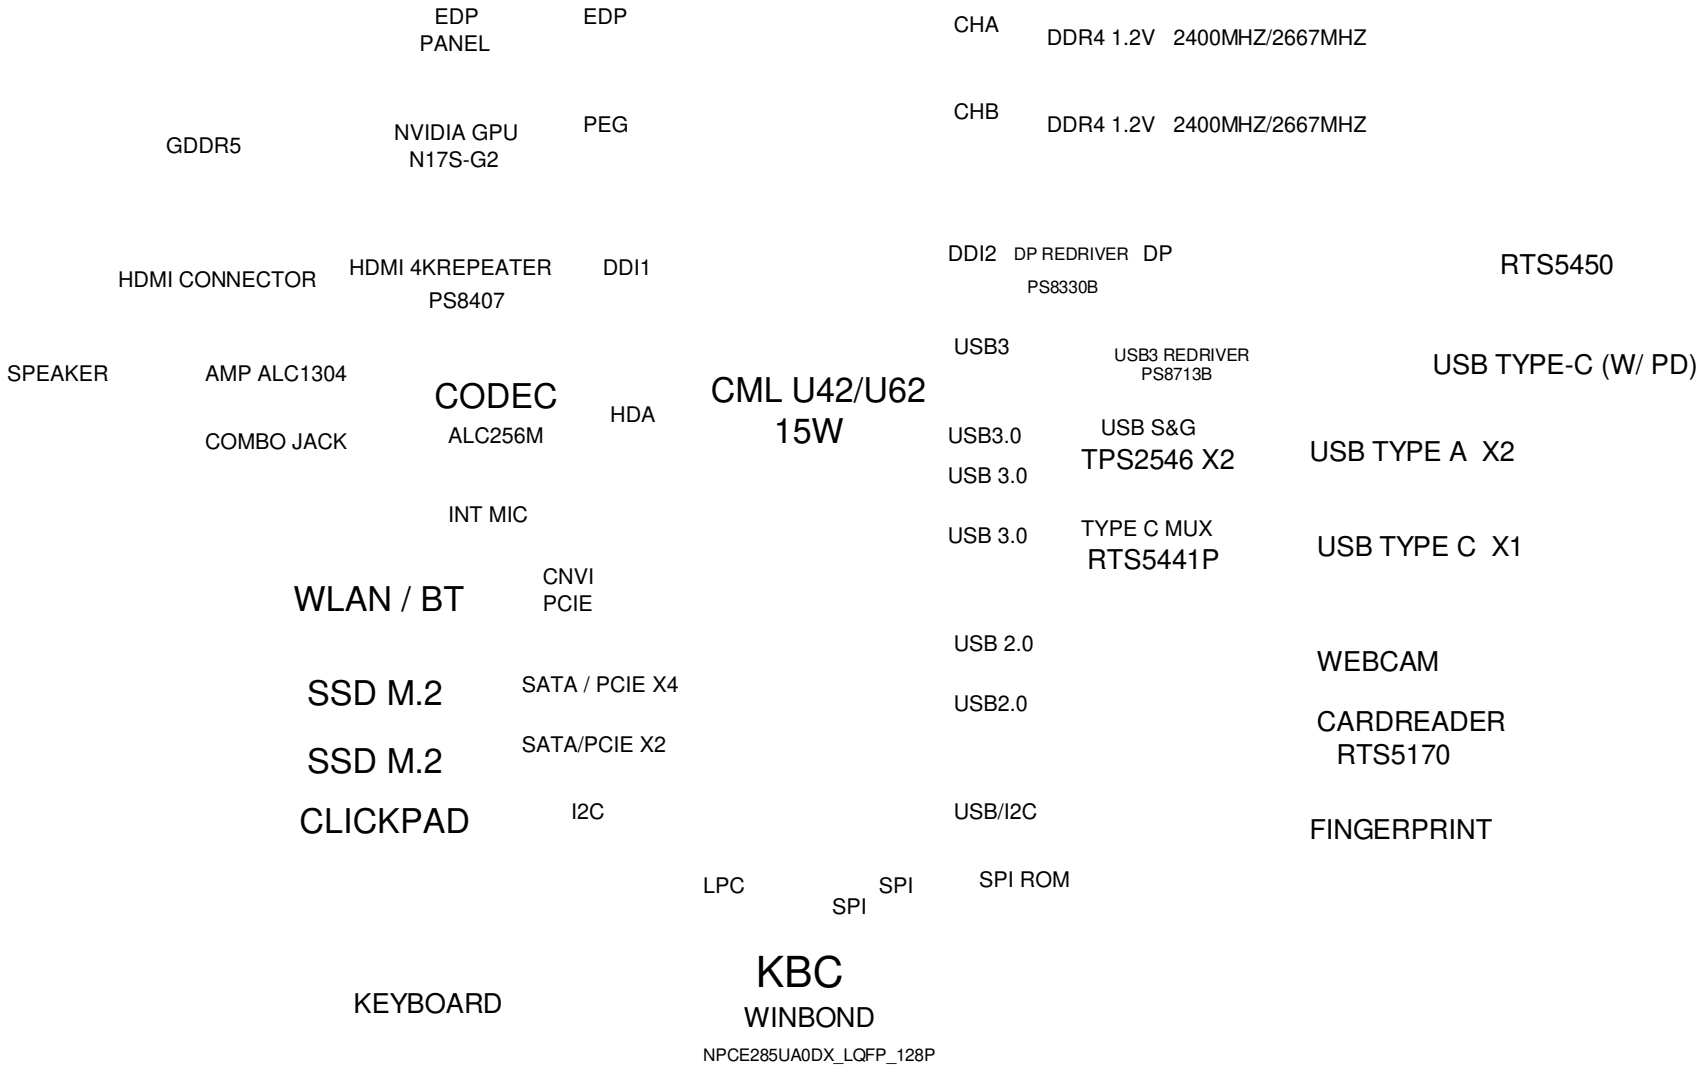 EDP
PANEL
EDP
CHA
DDR4 1.2V 2400MHZ/2667MHZ
GDDR5
NVIDIA GPU
N17S-G2
PEG
CHB
DDR4 1.2V 2400MHZ/2667MHZ
HDMI CONNECTOR
HDMI 4KREPEATER
PS8407
DDI1
DDI2
DP REDRIVER
PS8330B
DP
RTS5450
SPEAKER
AMP ALC1304
COMBO JACK
CODEC
ALC256M
HDA
INT MIC
CML U42/U62
15W
USB3
USB3 REDRIVER
PS8713B
USB TYPE-C (W/ PD)
USB3.0
USB 3.0
USB S&G
TPS2546 X2
USB TYPE A X2
USB 3.0
TYPE C MUX
RTS5441P
USB TYPE C X1
WLAN / BT
CNVI
PCIE
USB 2.0
WEBCAM
SSD M.2
SATA / PCIE X4
USB2.0
CARDREADER
RTS5170
SSD M.2
SATA/PCIE X2
CLICKPAD
I2C
USB/I2C
FINGERPRINT
LPC
SPI
SPI
SPI ROM
KEYBOARD
KBC
WINBOND
NPCE285UA0DX_LQFP_128P